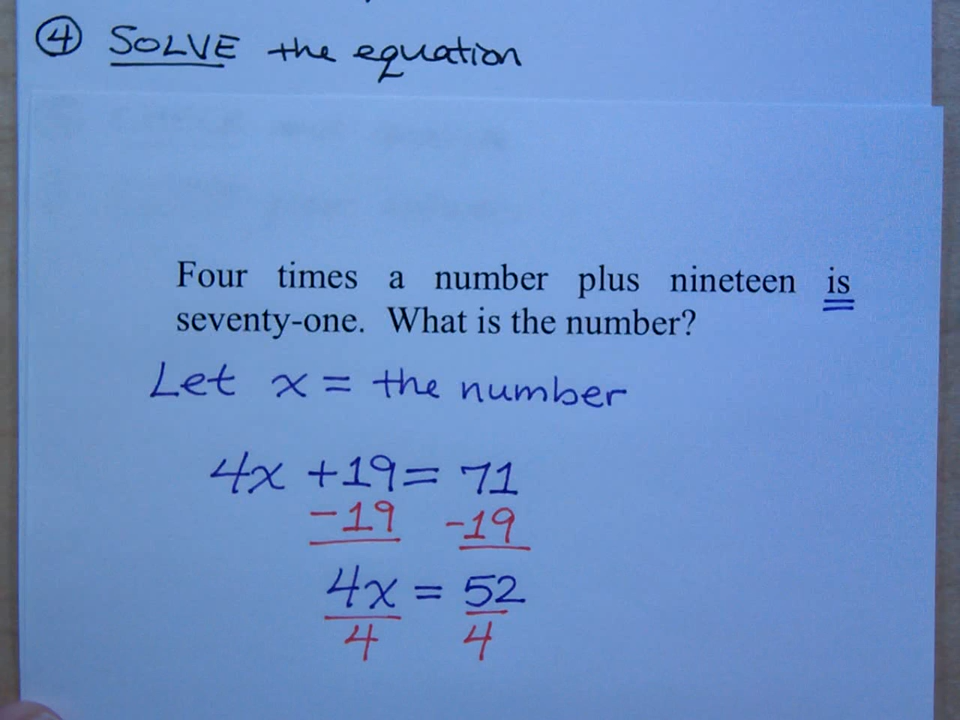 ④ SOLVE the equation
Four times a number plus nineteen is
seventy-one. What is the number?
Let x = the number
4x + 19 = 71
-19 -19
4x = 52
4 4